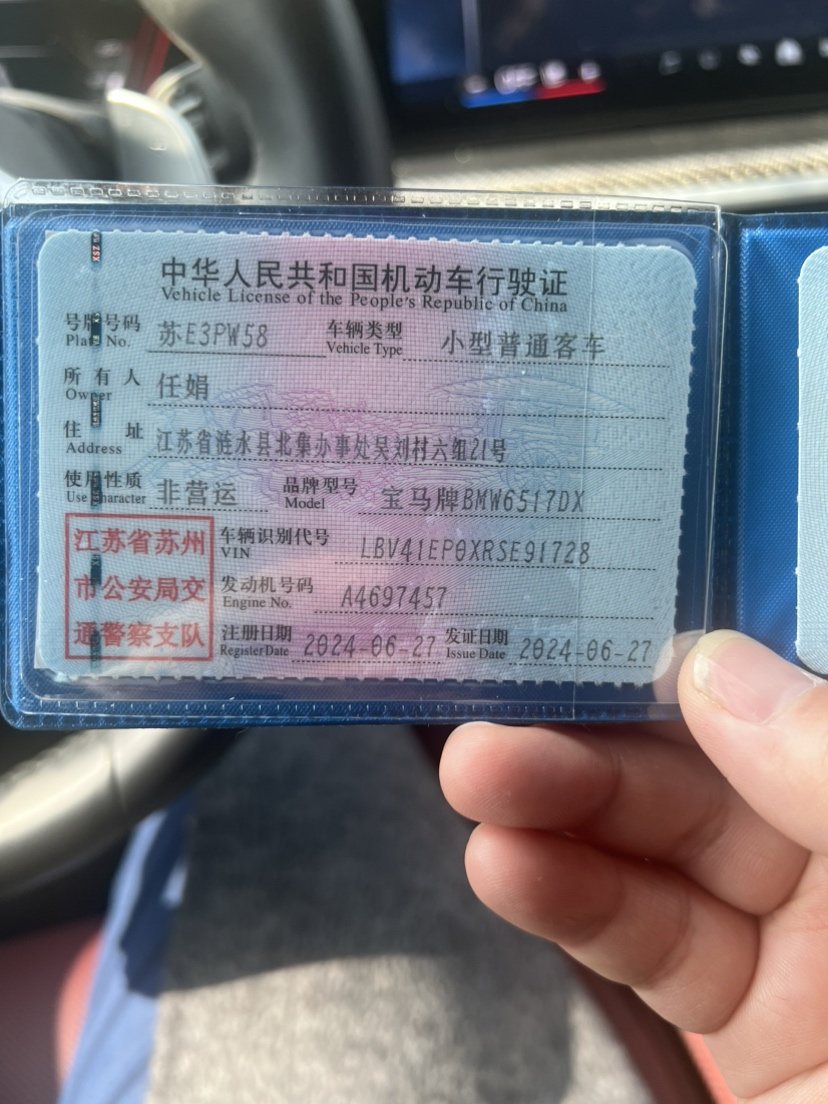 中华人民共和国机动车行驶证
Vehicle License of the People's Republic of China
号牌号码 苏E3PW58 车辆类型 小型普通客车
Plate No. Vehicle Type
所有人 任娟
Owner
住址 江苏省涟水县北集办事处吴刘村六组21号
Address
使用性质 非营运 品牌型号 宝马牌BMW6517DX
Use Character Model
江苏省苏州 车辆识别代号 LBV41EP0XRSE91728
VIN
市公安局交 发动机号码 A4697457
Engine No.
通警察支队 注册日期 2024-06-27 发证日期 2024-06-27
Register Date Issue Date